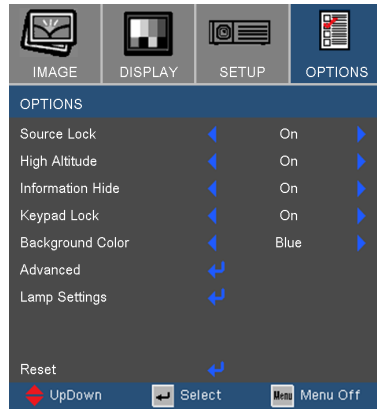 IMAGE DISPLAY SETUP OPTIONS
OPTIONS
Source Lock On
High Altitude On
Information Hide On
Keypad Lock On
Background Color Blue
Advanced
Lamp Settings
Reset
UpDown Select Menu Menu Off